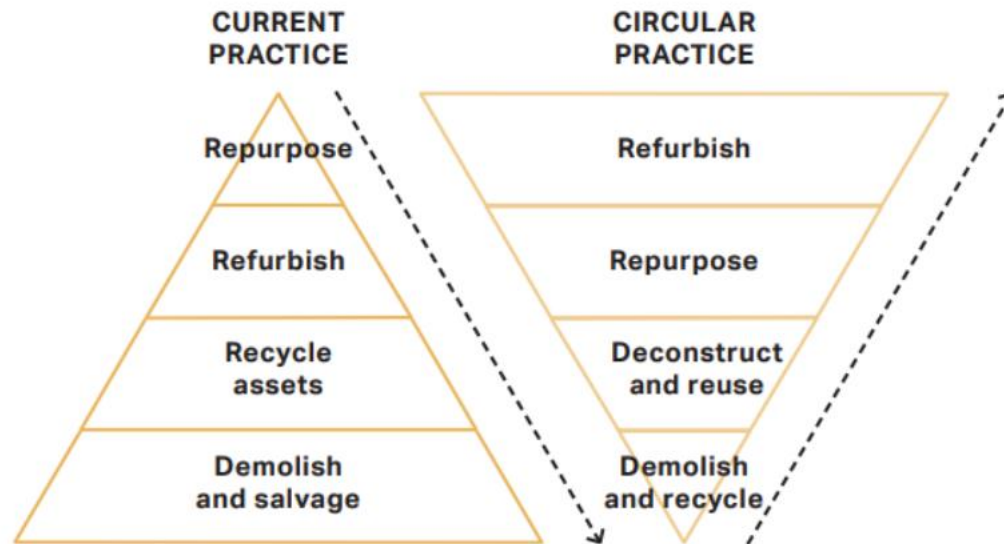 CURRENT
PRACTICE
Repurpose
Refurbish
Recycle
assets
Demolish
and salvage
CIRCULAR
PRACTICE
Refurbish
Repurpose
Deconstruct
and reuse
Demolish
and recycle